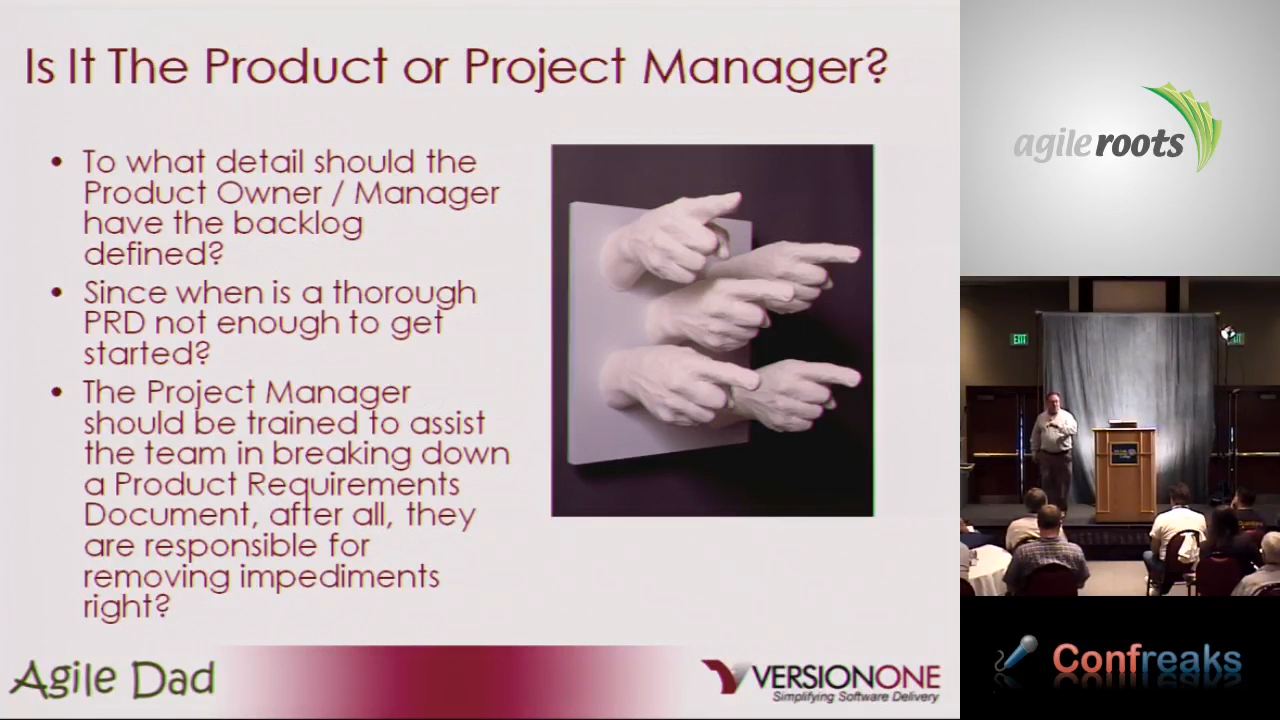 Is It The Product or Project Manager?
• To what detail should the
Product Owner / Manager
have the backlog
defined?
• Since when is a thorough
PRD not enough to get
started?
• The Project Manager
should be trained to assist
the team in breaking down
a Product Requirements
Document, after all, they
are responsible for
removing impediments
right?
Agile Dad
VERSIONONE
Simplifying Software Delivery
agile roots
EXIT
EXIT
Confreaks